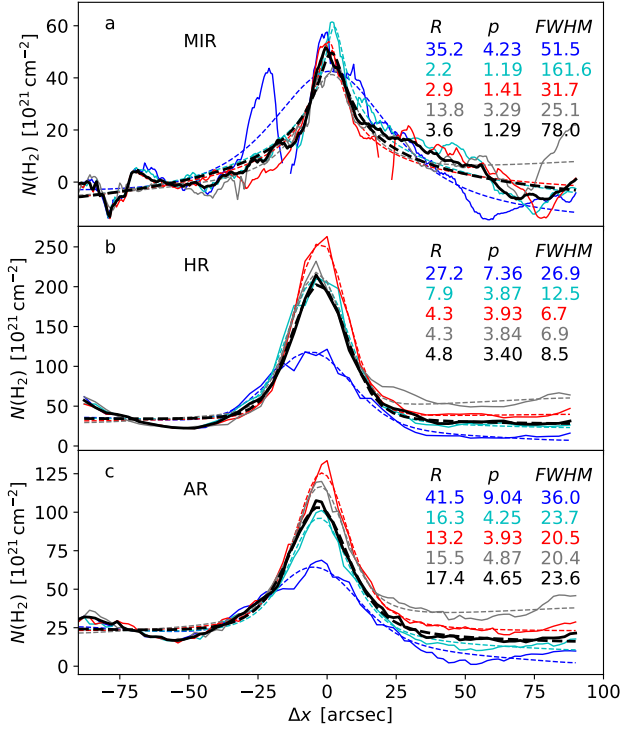 a
MIR
R p FWHM
35.2 4.23 51.5
2.2 1.19 161.6
2.9 1.41 31.7
13.8 3.29 25.1
3.6 1.29 78.0
60
40
20
0
N(H₂) [10²¹ cm⁻²]
b
HR
R p FWHM
27.2 7.36 26.9
7.9 3.87 12.5
4.3 3.93 6.7
4.3 3.84 6.9
4.8 3.40 8.5
250
200
150
100
50
0
N(H₂) [10²¹ cm⁻²]
c
AR
R p FWHM
41.5 9.04 36.0
16.3 4.25 23.7
13.2 3.93 20.5
15.5 4.87 20.4
17.4 4.65 23.6
125
100
75
50
25
0
N(H₂) [10²¹ cm⁻²]
−75 −50 −25 0 25 50 75 100
Δx [arcsec]